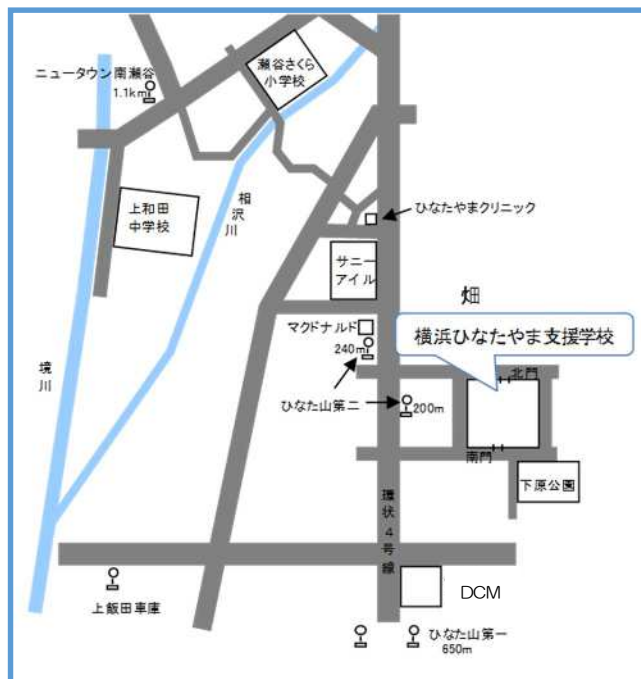 瀬谷さくら
小学校
ニュータウン南瀬谷
1.1km
相沢川
上和田
中学校
ひなたやまクリニック
サニー
アイル
畑
マクドナルド
240m
横浜ひなたやま支援学校
北門
境川
ひなた山第二
200m
南門
下原公園
環状4号線
DCM
上飯田車庫
ひなた山第一
650m